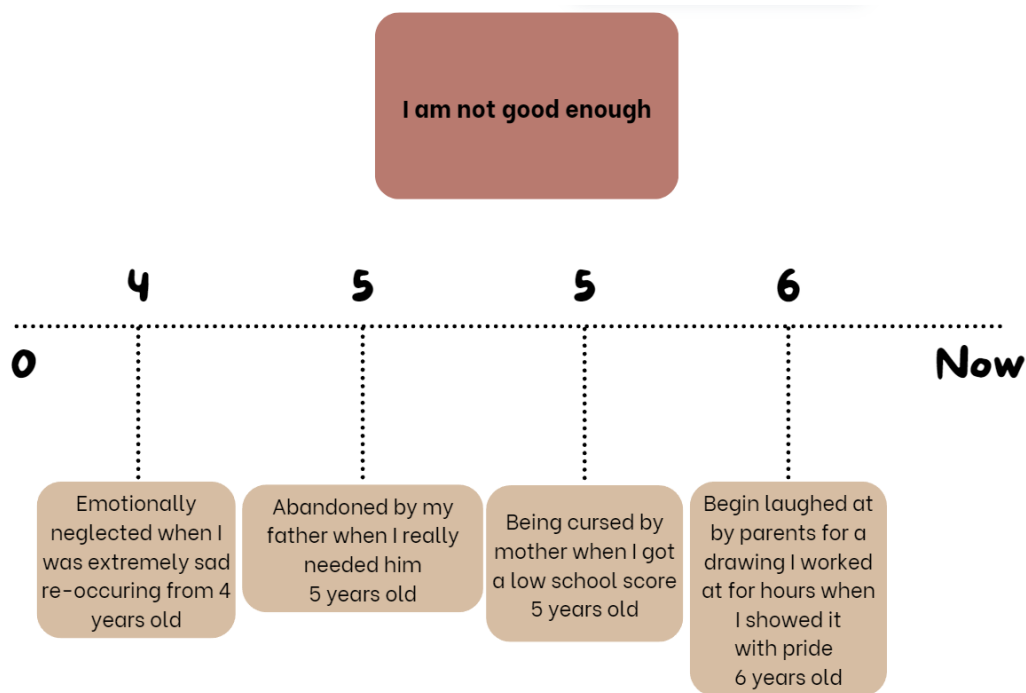 I am not good enough
4
5
5
6
0
Now
Emotionally
neglected when I
was extremely sad
re-occuring from 4
years old
Abandoned by my
father when I really
needed him
5 years old
Being cursed by
mother when I got
a low school score
5 years old
Begin laughed at
by parents for a
drawing I worked
at for hours when
I showed it
with pride
6 years old